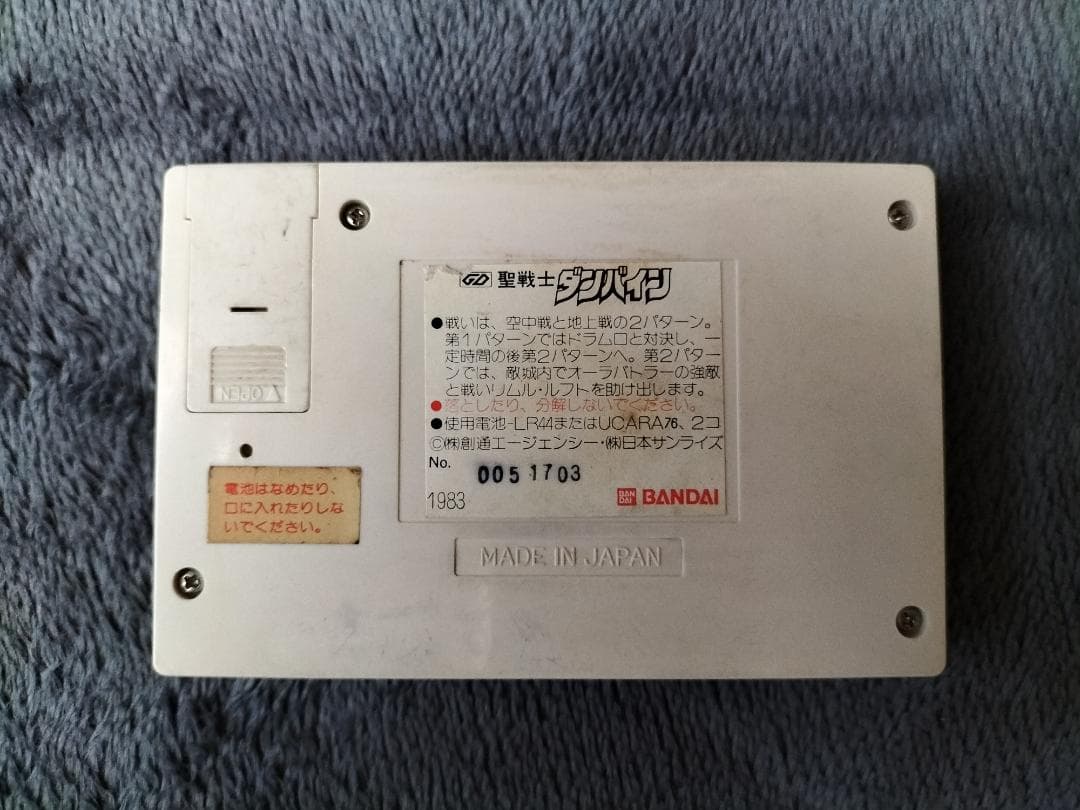 GD 聖戦士ダンバイン
●戦いは、空中戦と地上戦の2パターン。
第1パターンではドラムロと対決し、一
定時間の後第2パターンへ。第2パター
ンでは、敵城内でオーラバトラーの強敵
と戦いリムル・ルフトを助け出します。
●落としたり、分解しないでください。
●使用電池-LR44またはUCARA76、2コ
©㈱創通エージェンシー・㈱日本サンライズ
No. 0051703
1983 BAN DAI BANDAI
OPEN
電池はなめたり、
口に入れたりしな
いでください。
MADE IN JAPAN